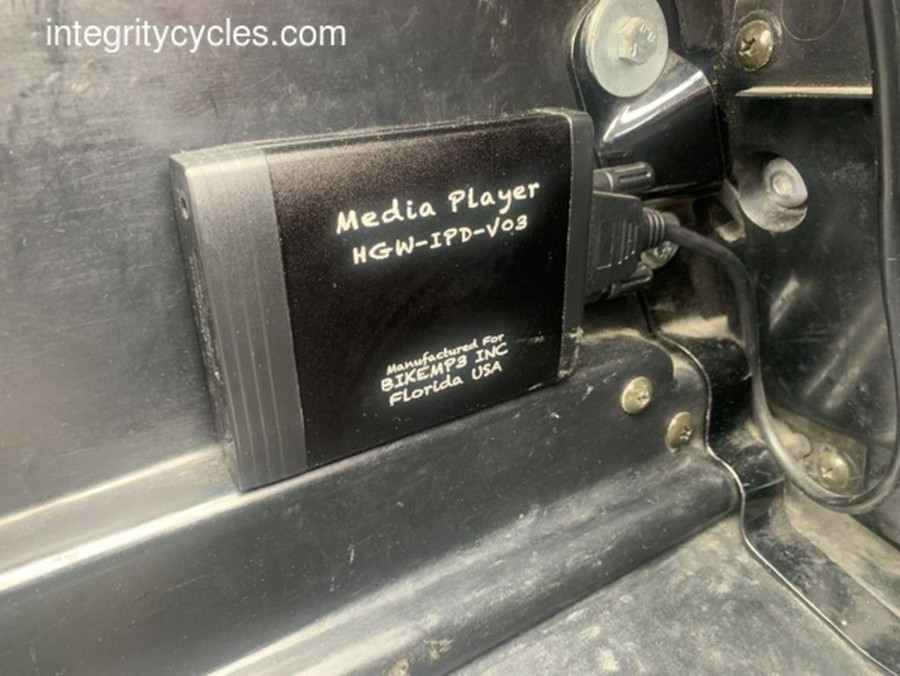 integritycycles.com
Media Player
HGW-IPD-V03
Manufactured For
BIKEMP3 INC
Florida USA